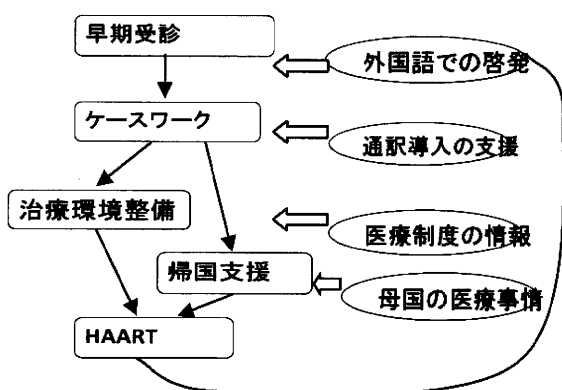 早期受診
外国語での啓発
ケースワーク
通訳導入の支援
治療環境整備
医療制度の情報
帰国支援
母国の医療事情
HAART